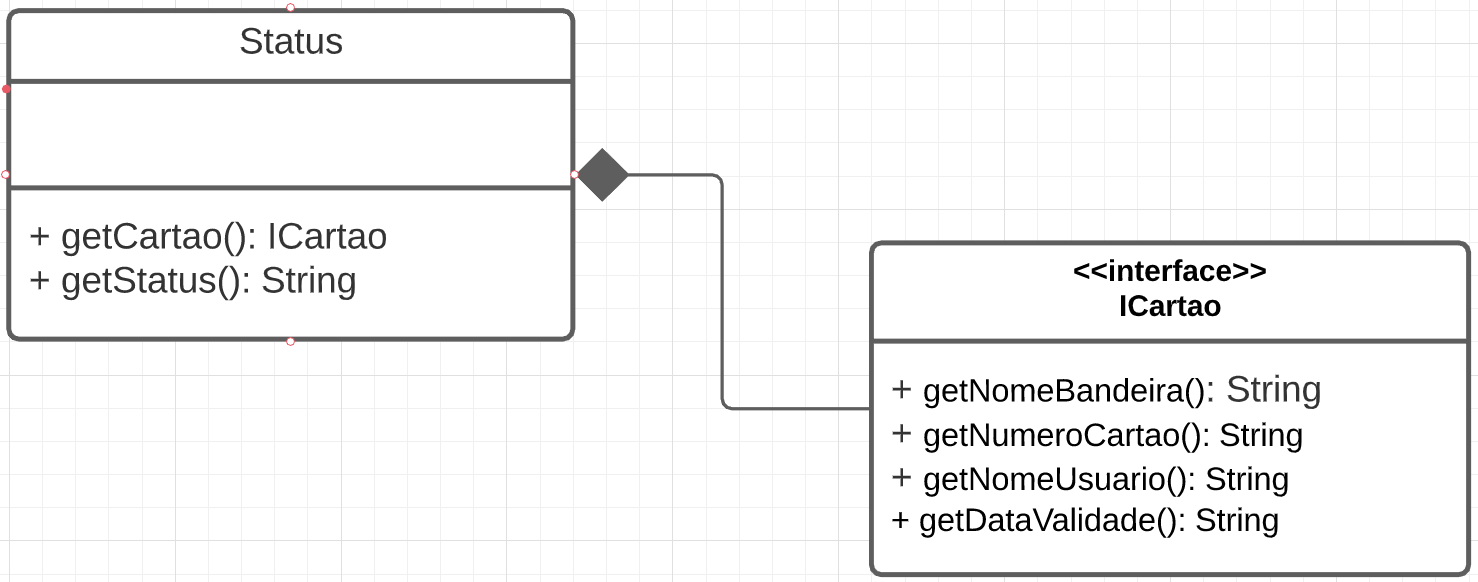 Status
+ getCartao(): ICartao
+ getStatus(): String
<<interface>>
ICartao
+ getNomeBandeira(): String
+ getNumeroCartao(): String
+ getNomeUsuario(): String
+ getDataValidade(): String